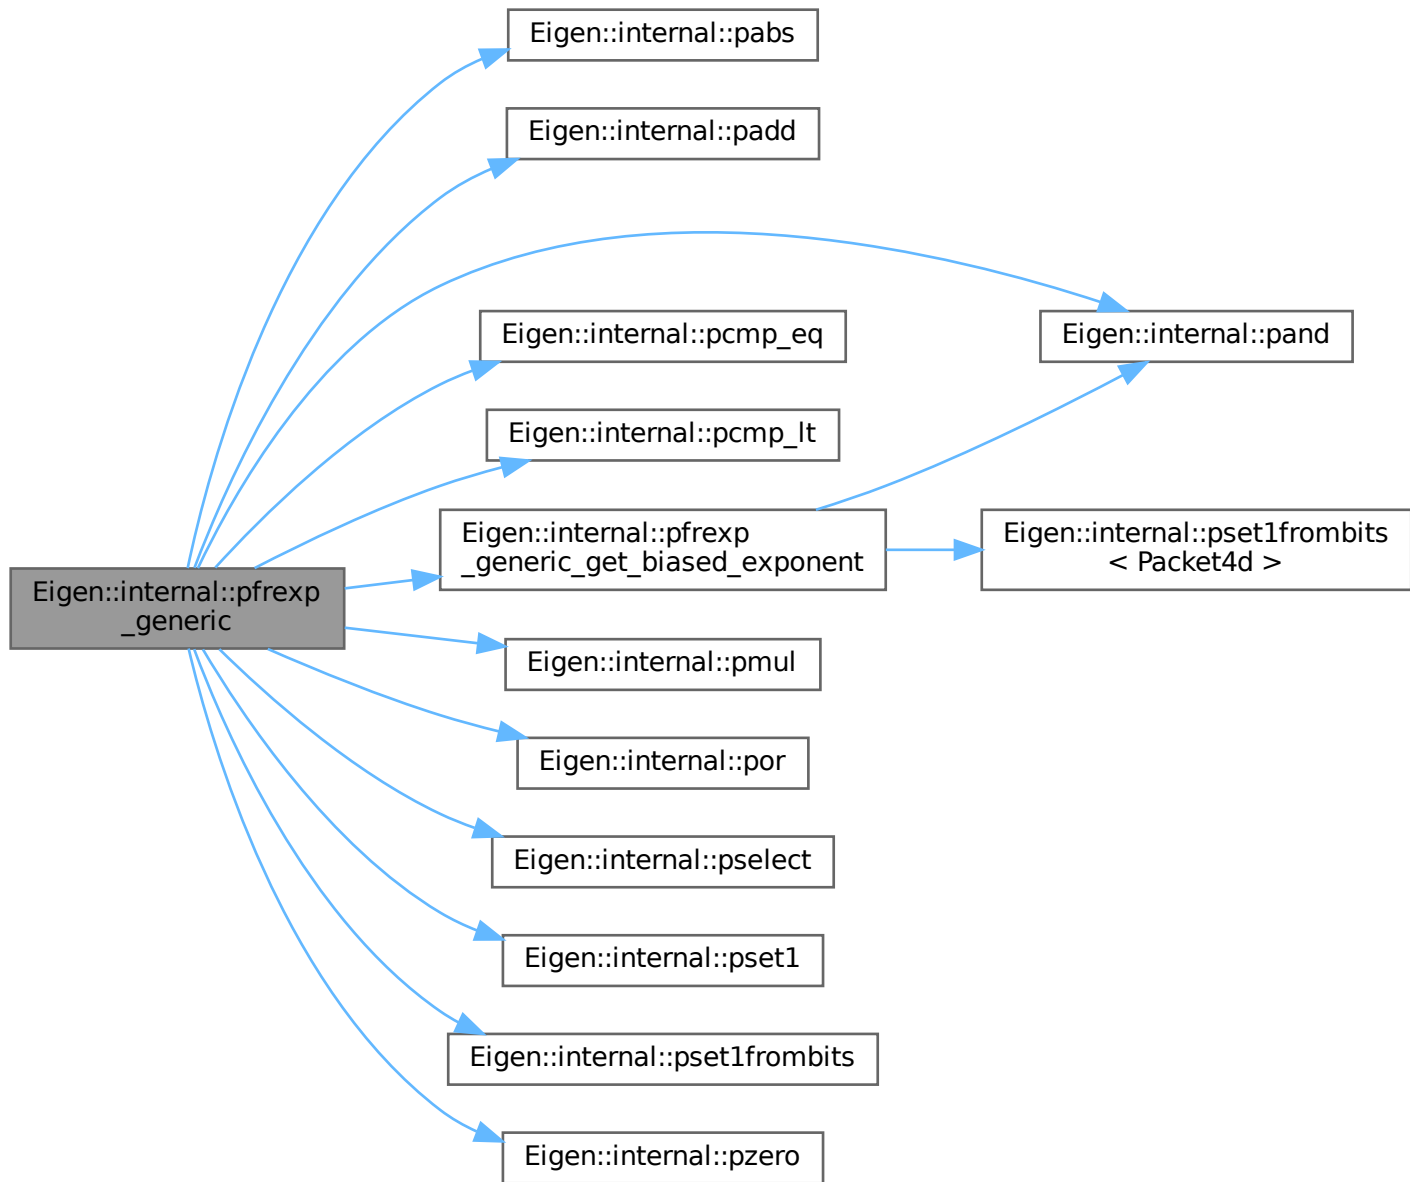 Eigen::internal::pabs
Eigen::internal::padd
Eigen::internal::pcmp_eq
Eigen::internal::pand
Eigen::internal::pcmp_lt
Eigen::internal::pfrexp
_generic_get_biased_exponent
Eigen::internal::pset1frombits
< Packet4d >
Eigen::internal::pfrexp
_generic
Eigen::internal::pmul
Eigen::internal::por
Eigen::internal::pselect
Eigen::internal::pset1
Eigen::internal::pset1frombits
Eigen::internal::pzero